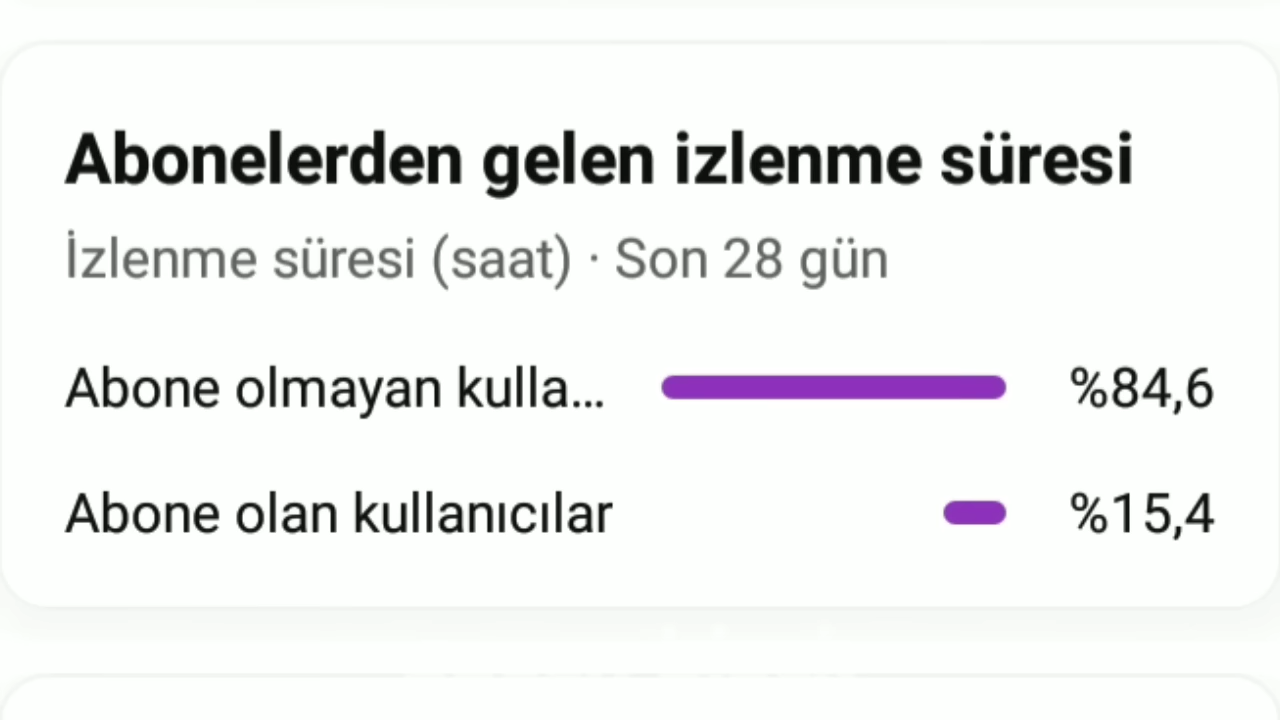 Abonelerden gelen izlenme süresi
İzlenme süresi (saat) · Son 28 gün
Abone olmayan kulla... %84,6
Abone olan kullanıcılar %15,4